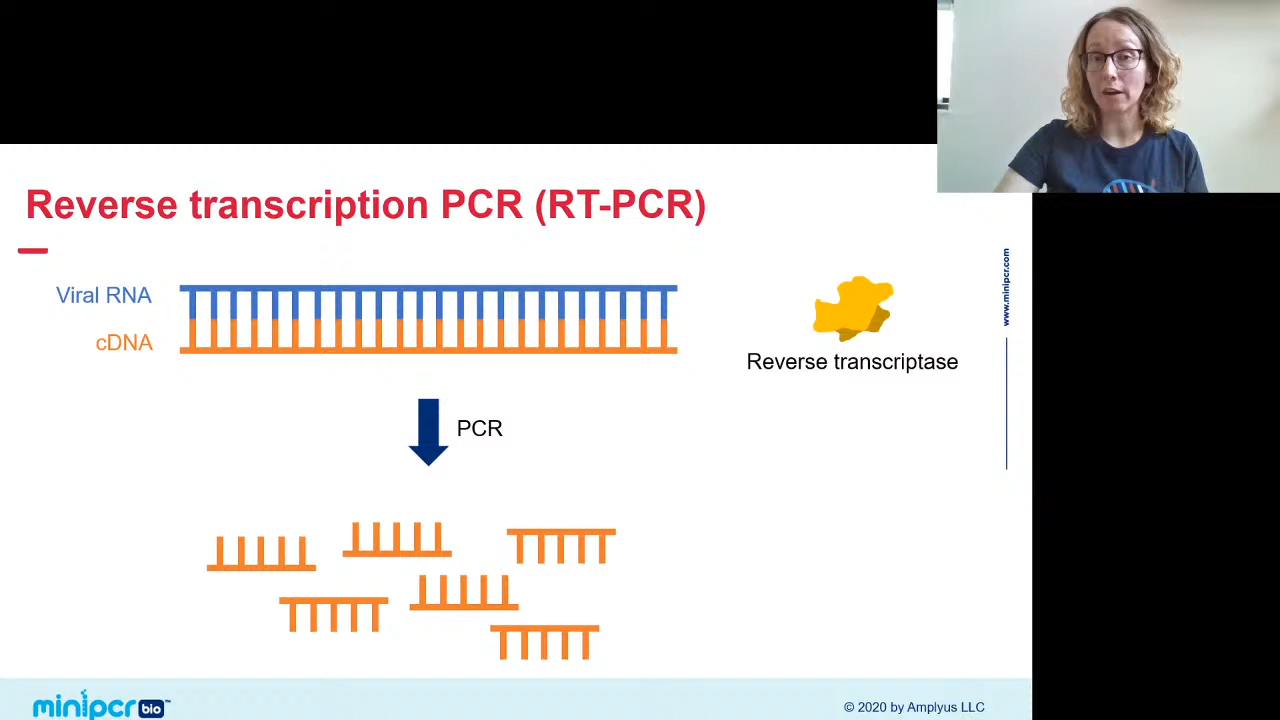 Reverse transcription PCR (RT-PCR)
Viral RNA
cDNA
Reverse transcriptase
www.minipcr.com
PCR
minipcr bio™
© 2020 by Amplyus LLC